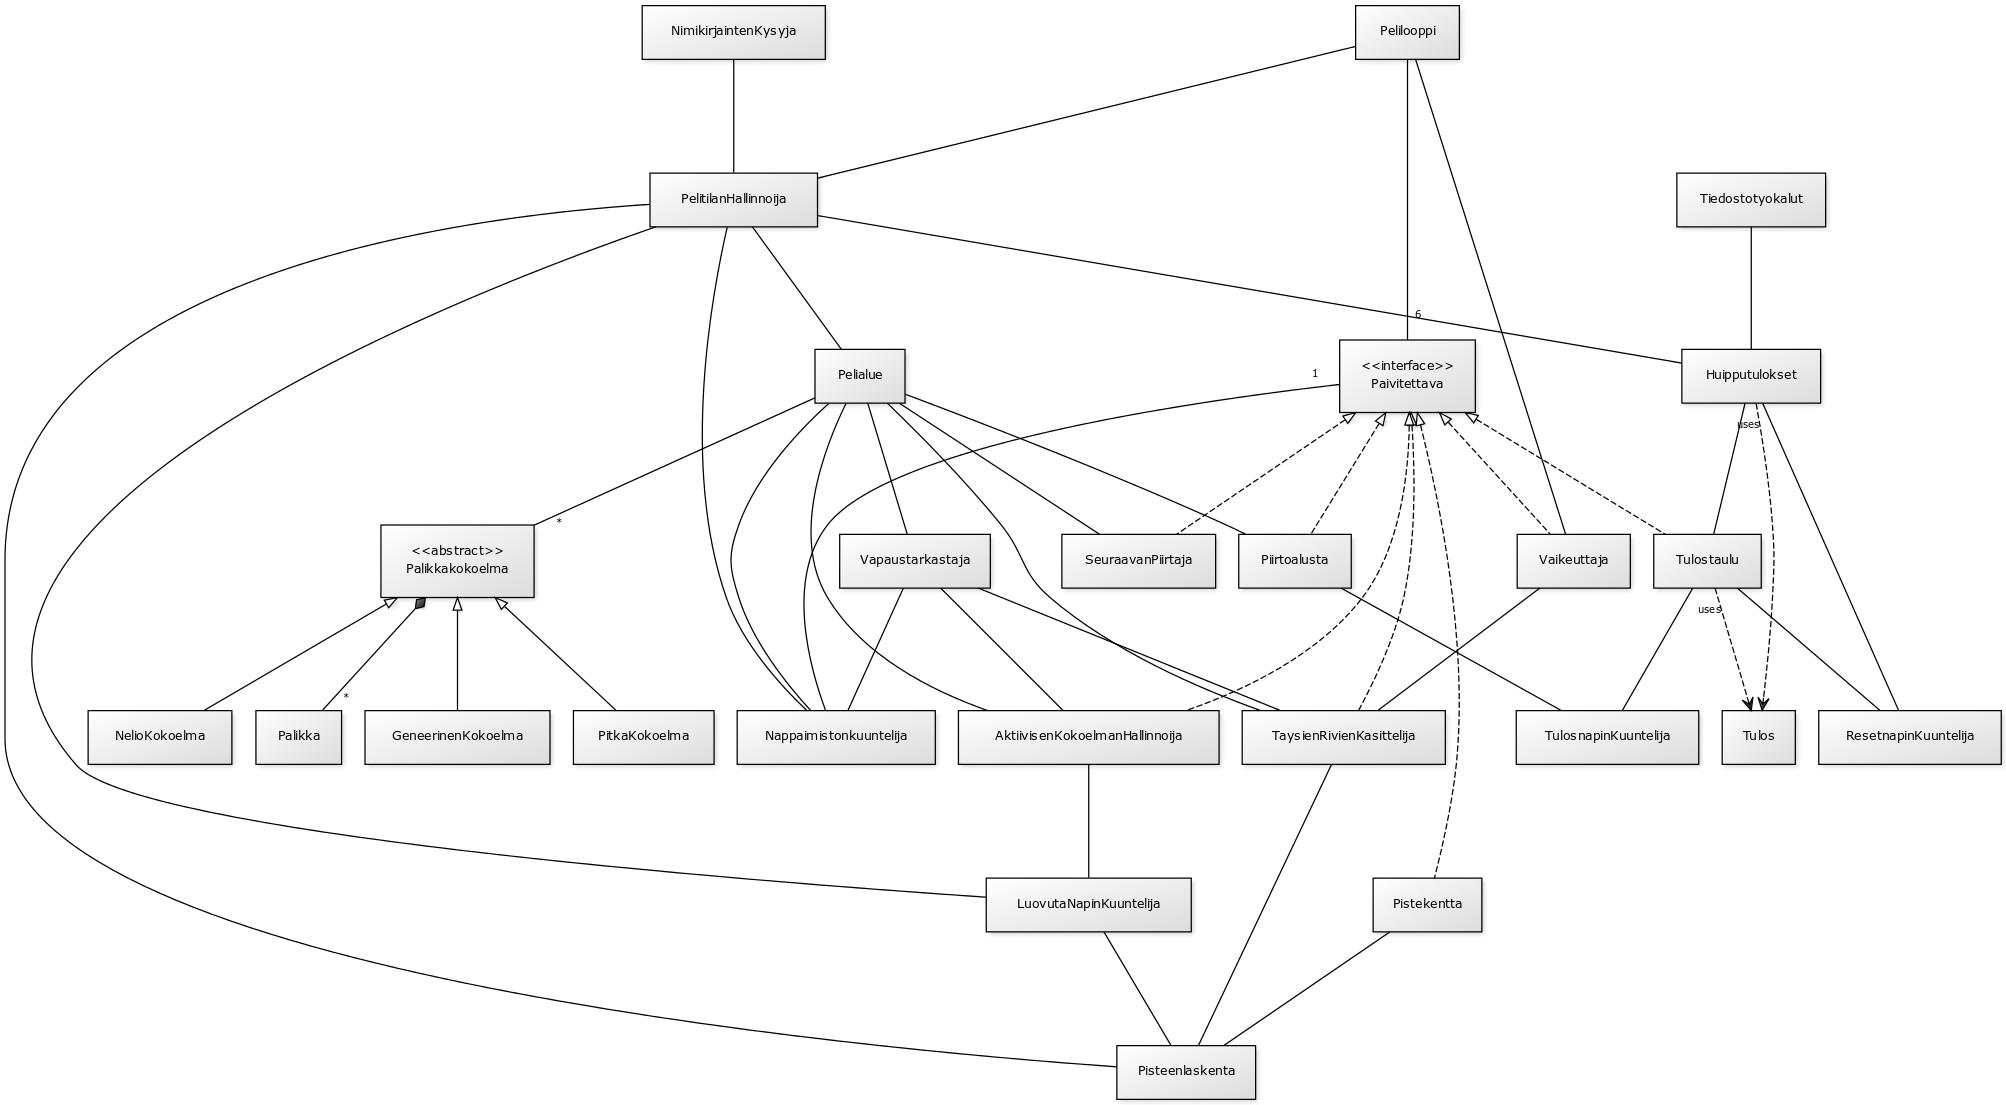 NimikirjaintenKysyja
Pelilooppi
PelitilanHallinnoija
Tiedostotyokalut
6
Pelialue
1
<<interface>>
Paivitettava
Huipputulokset
uses
*
<<abstract>>
Palikkakokoelma
Vapaustarkastaja
SeuraavanPiirtaja
Piirtoalusta
Vaikeuttaja
Tulostaulu
uses
*
NelioKokoelma
Palikka
GeneerinenKokoelma
PitkaKokoelma
Nappaimistonkuuntelija
AktiivisenKokoelmanHallinnoija
TaysienRivienKasittelija
TulosnapinKuuntelija
Tulos
ResetnapinKuuntelija
LuovutaNapinKuuntelija
Pistekentta
Pisteenlaskenta